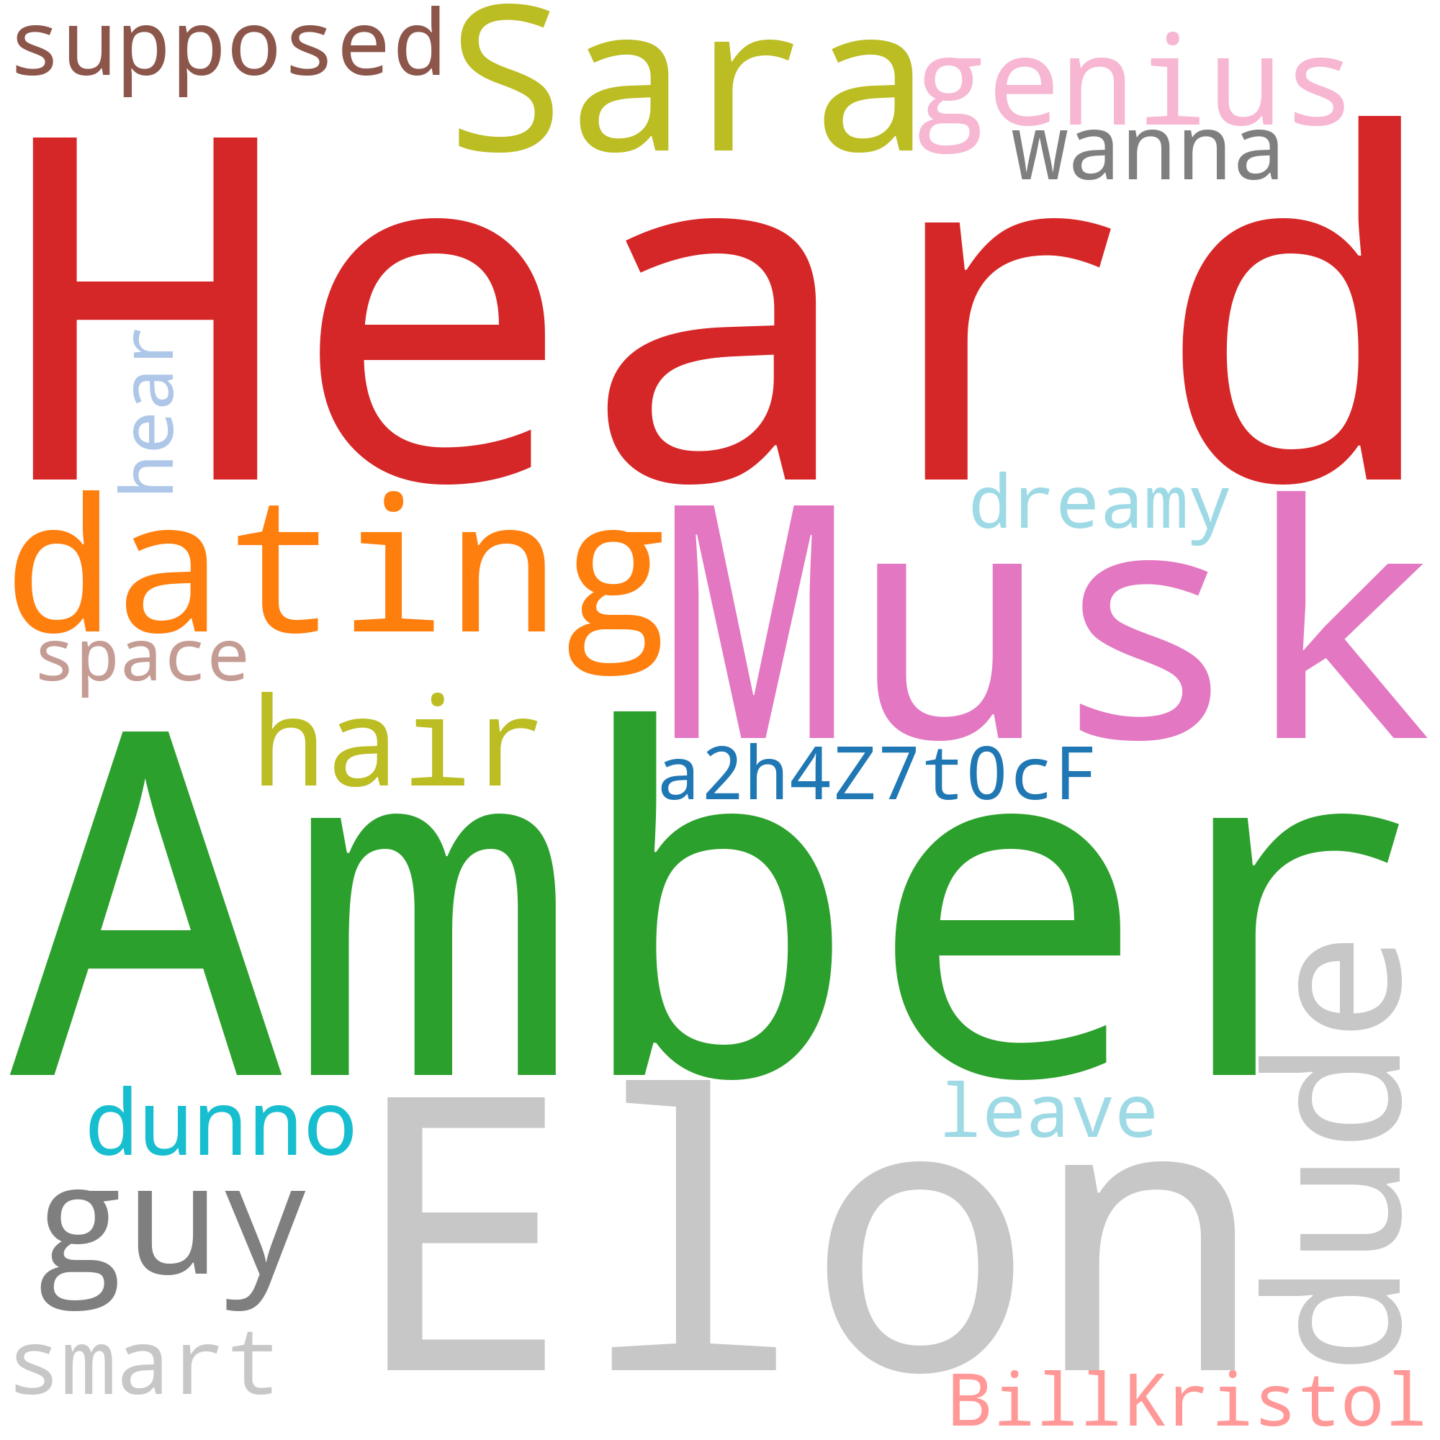 supposed
Sara
genius
wanna
Heard
hear
dating
dreamy
Musk
space
hair
a2h4Z7t0cF
Amber
dude
dunno
leave
Elon
guy
smart
BillKristol